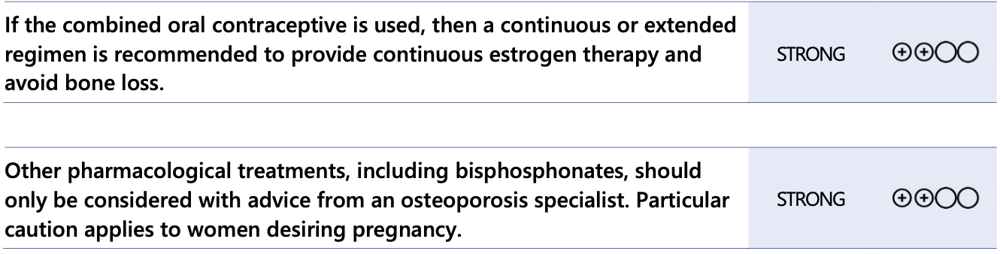 If the combined oral contraceptive is used, then a continuous or extended
regimen is recommended to provide continuous estrogen therapy and
avoid bone loss.
STRONG ⊕⊕○○
Other pharmacological treatments, including bisphosphonates, should
only be considered with advice from an osteoporosis specialist. Particular
caution applies to women desiring pregnancy.
STRONG ⊕⊕○○